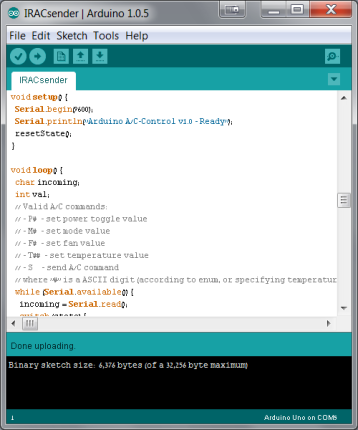 IRACsender | Arduino 1.0.5
File Edit Sketch Tools Help
IRACsender
void setup() {
Serial.begin(9600);
Serial.println("Arduino A/C-Control v1.0 - Ready");
resetState();
}
void loop() {
char incoming;
int val;
// Valid A/C commands:
// - P# - set power toggle value
// - M# - set mode value
// - F# - set fan value
// - T## - set temperature value
// - S - send A/C command
// where '#' is a ASCII digit (according to enum, or specifying temperatur
while (Serial.available()) {
incoming = Serial.read();
switch (state) {
Done uploading.
Binary sketch size: 6,376 bytes (of a 32,256 byte maximum)
1
Arduino Uno on COM5